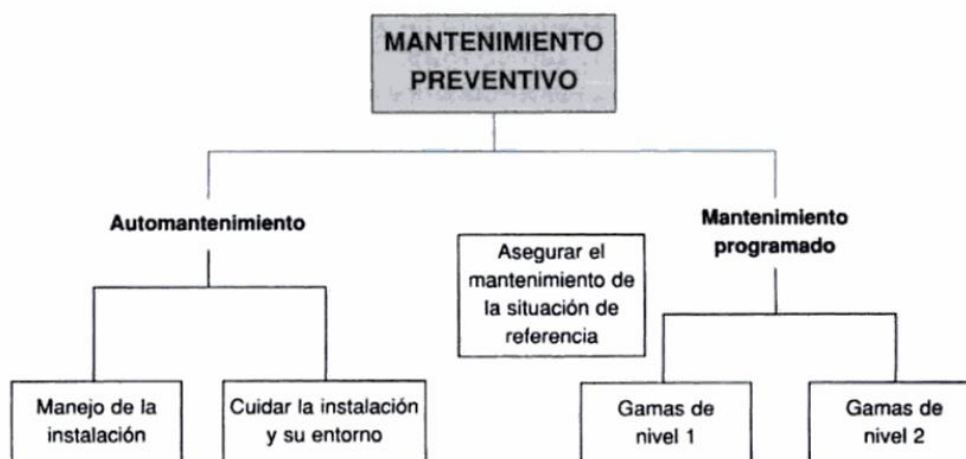 MANTENIMIENTO
PREVENTIVO
Automantenimiento
Mantenimiento
programado
Asegurar el
mantenimiento de
la situación de
referencia
Manejo de la
instalación
Cuidar la instalación
y su entorno
Gamas de
nivel 1
Gamas de
nivel 2